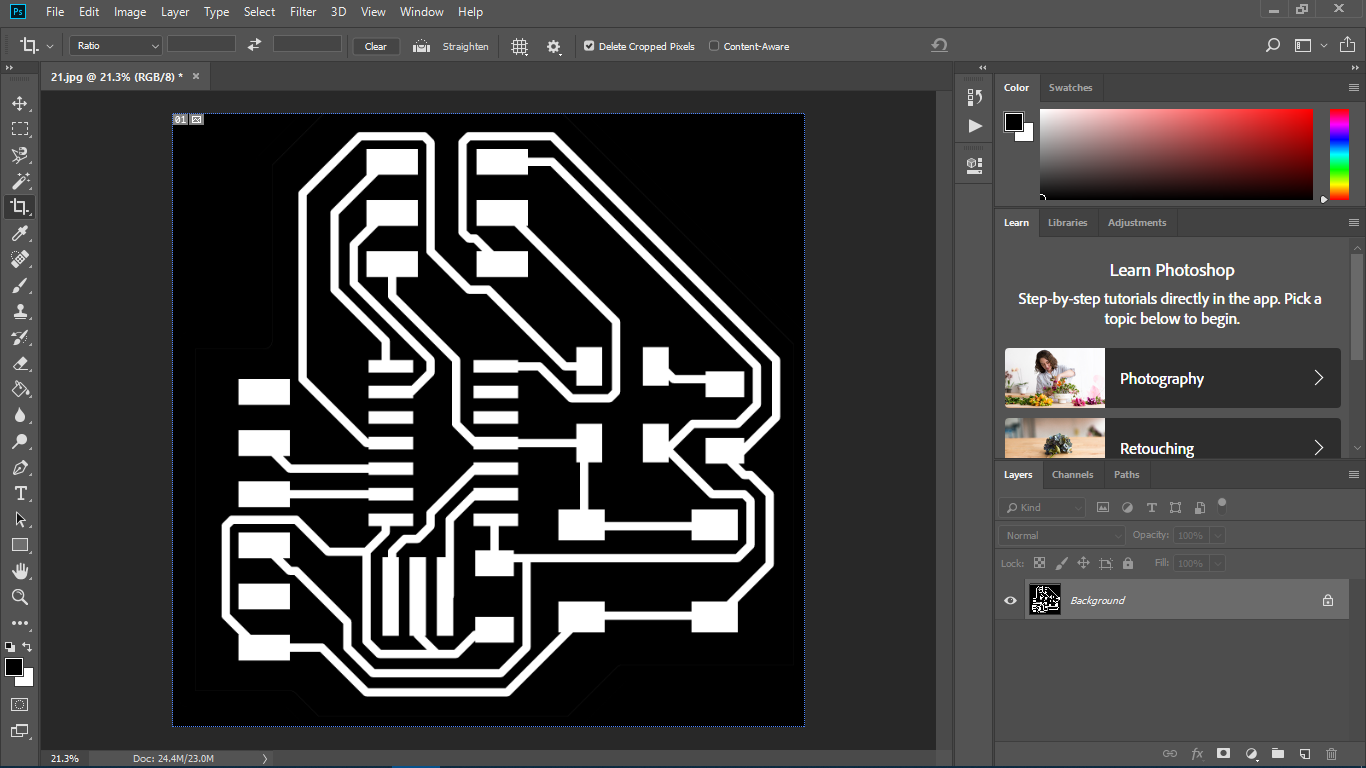 Ps File Edit Image Layer Type Select Filter 3D View Window Help
Ratio Clear Straighten Delete Cropped Pixels Content-Aware
21.jpg @ 21.3% (RGB/8) *
01
Color Swatches
Learn Libraries Adjustments
Learn Photoshop
Step-by-step tutorials directly in the app. Pick a
topic below to begin.
Photography
Retouching
Layers Channels Paths
Kind
Normal Opacity: 100%
Lock: Fill: 100%
Background
fx
21.3% Doc: 24.4M/23.0M